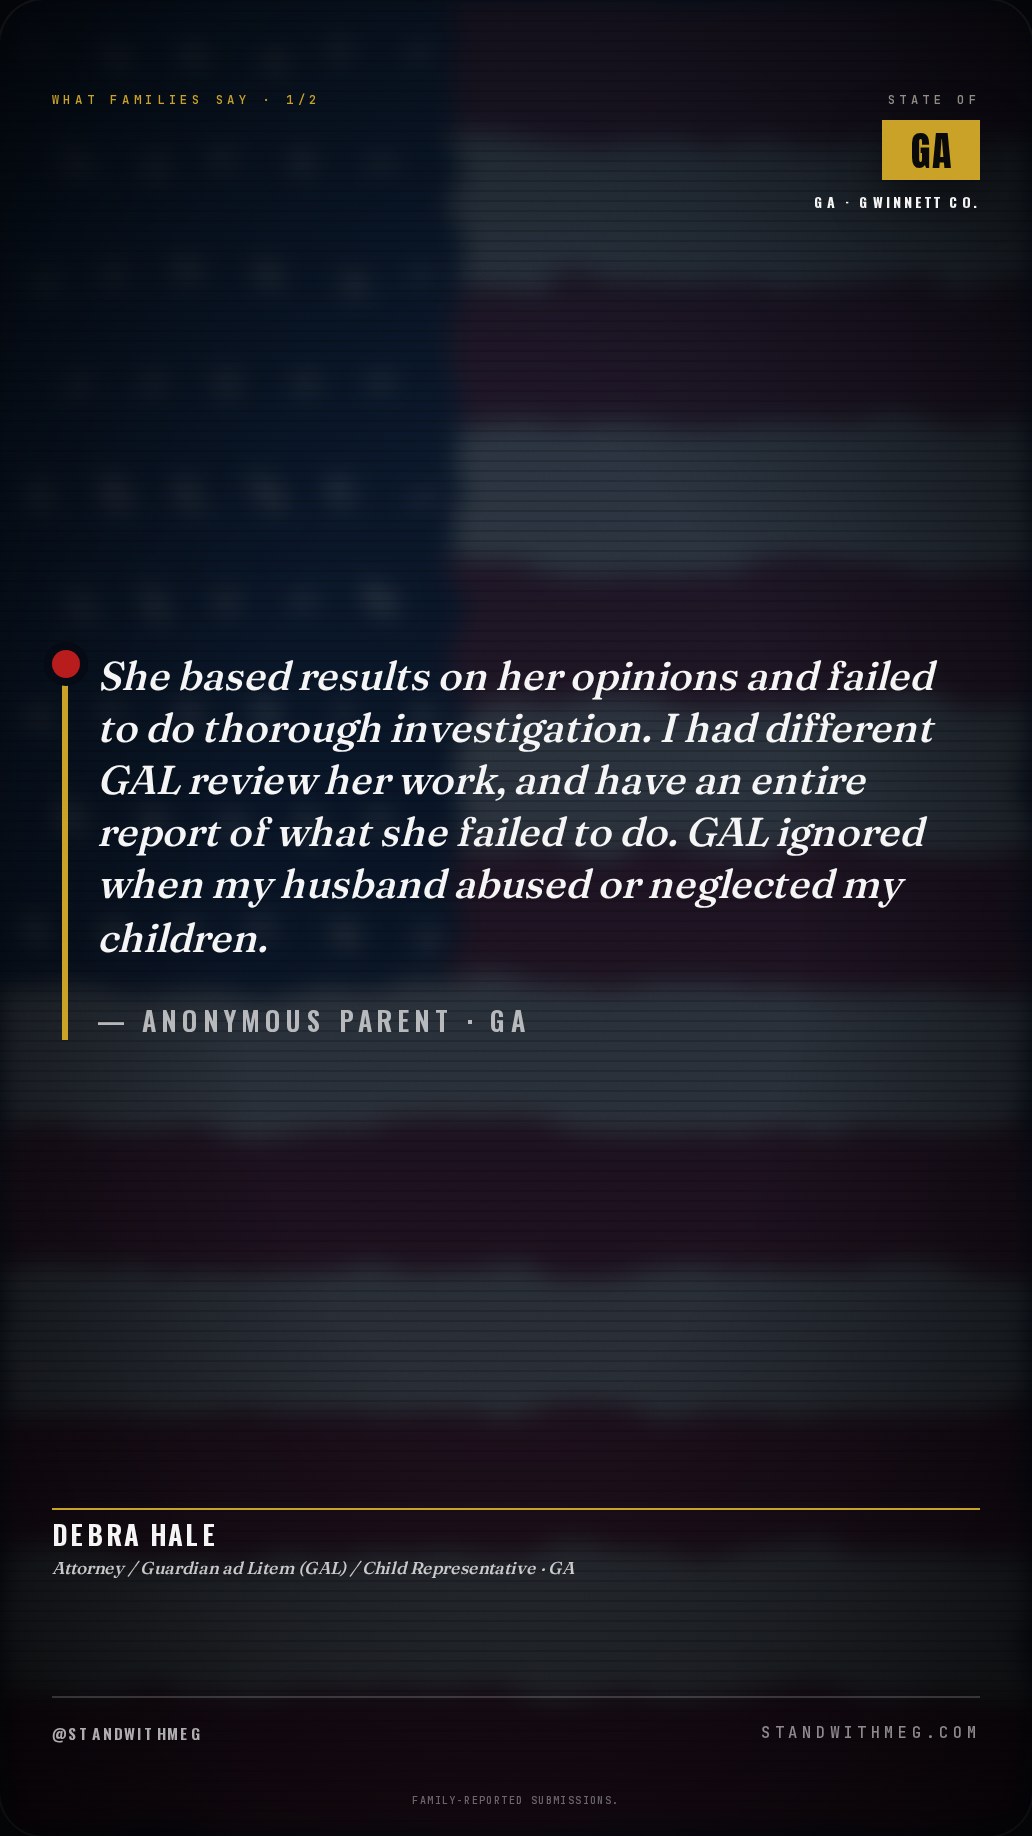 WHAT FAMILIES SAY · 1/2
STATE OF
GA
GA · GWINNETT CO.
She based results on her opinions and failed
to do thorough investigation. I had different
GAL review her work, and have an entire
report of what she failed to do. GAL ignored
when my husband abused or neglected my
children.
— ANONYMOUS PARENT · GA
DEBRA HALE
Attorney / Guardian ad Litem (GAL) / Child Representative · GA
@STANDWITHMEG
STANDWITHMEG.COM
FAMILY-REPORTED SUBMISSIONS.